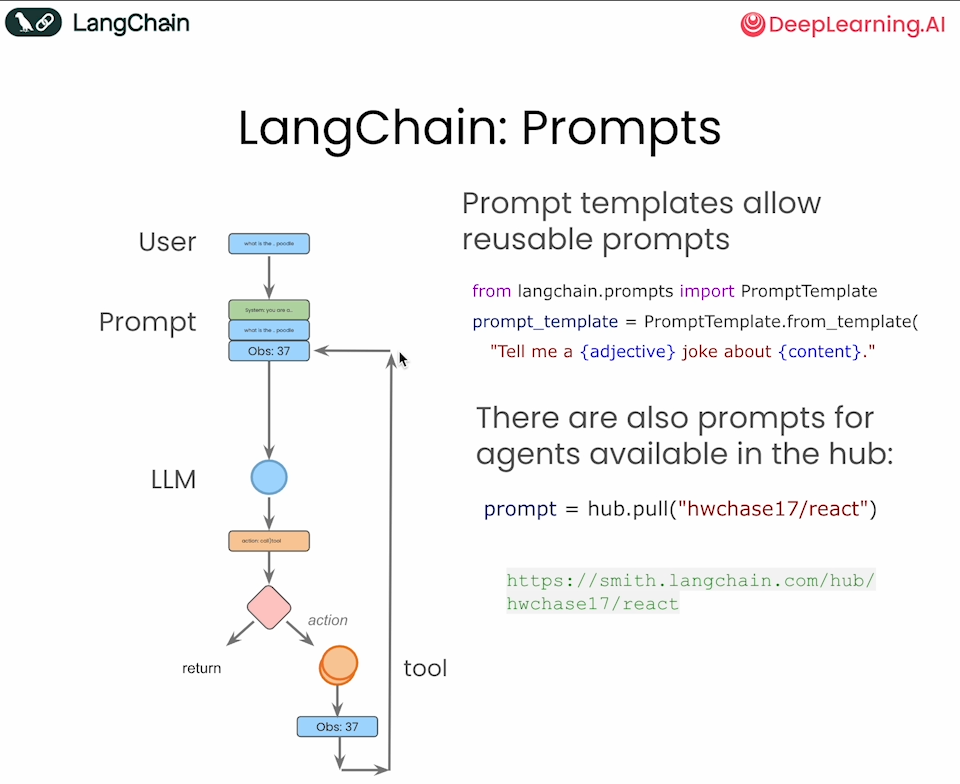 LangChain
DeepLearning.AI
LangChain: Prompts
User
what is the .. poodle
Prompt
System: you are a..
what is the .. poodle
Obs: 37
LLM
action: call)tool
action
return
tool
Obs: 37
Prompt templates allow
reusable prompts
from langchain.prompts import PromptTemplate
prompt_template = PromptTemplate.from_template(
"Tell me a {adjective} joke about {content}."
There are also prompts for
agents available in the hub:
prompt = hub.pull("hwchase17/react")
https://smith.langchain.com/hub/
hwchase17/react